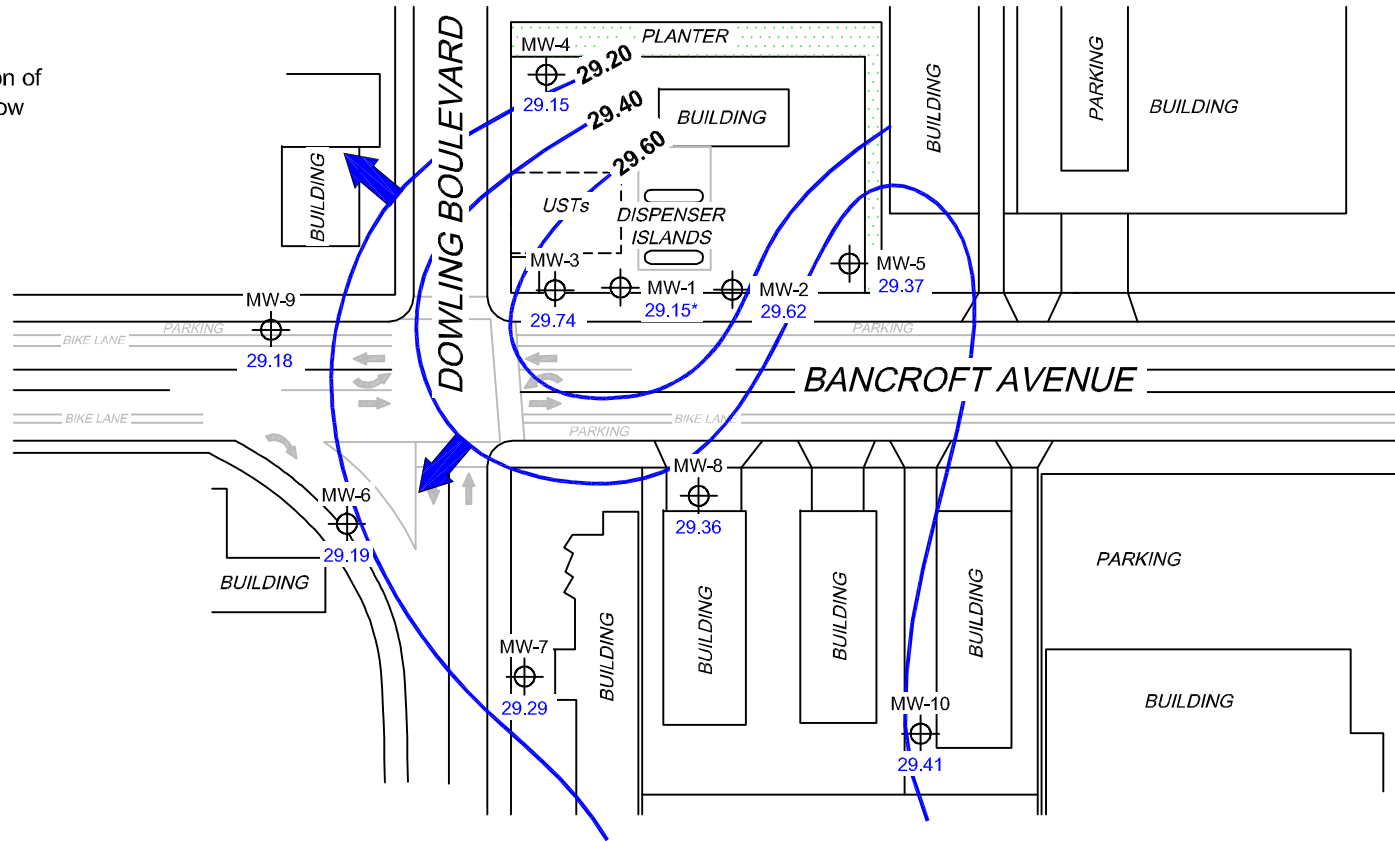 on of
ow
DOWLING BOULEVARD
PLANTER
MW-4
29.15
29.20
29.40
29.60
BUILDING
BUILDING
PARKING
BUILDING
BUILDING
USTs
DISPENSER
ISLANDS
MW-3
29.74
MW-1
29.15*
MW-2
29.62
MW-5
29.37
MW-9
29.18
PARKING
BIKE LANE
PARKING
BANCROFT AVENUE
BIKE LANE
BIKE LANE
PARKING
MW-8
29.36
MW-6
29.19
BUILDING
MW-7
29.29
BUILDING
BUILDING
BUILDING
BUILDING
MW-10
29.41
PARKING
BUILDING